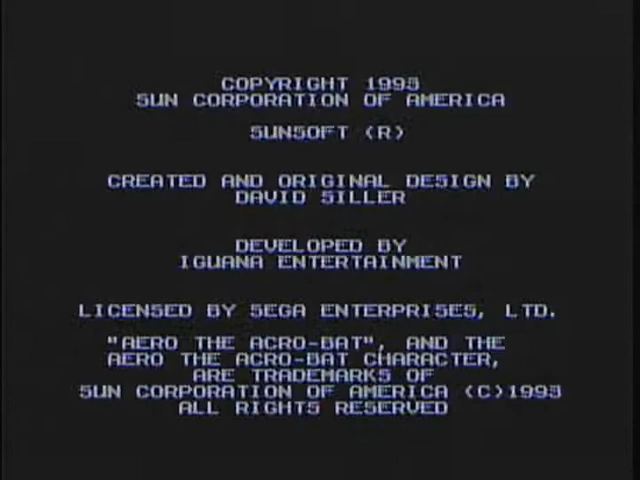 COPYRIGHT 1993
SUN CORPORATION OF AMERICA
SUNSOFT (R)
CREATED AND ORIGINAL DESIGN BY
DAVID SILLER
DEVELOPED BY
IGUANA ENTERTAINMENT
LICENSED BY SEGA ENTERPRISES, LTD.
"AERO THE ACRO-BAT", AND THE
AERO THE ACRO-BAT CHARACTER,
ARE TRADEMARKS OF
SUN CORPORATION OF AMERICA (C)1993
ALL RIGHTS RESERVED